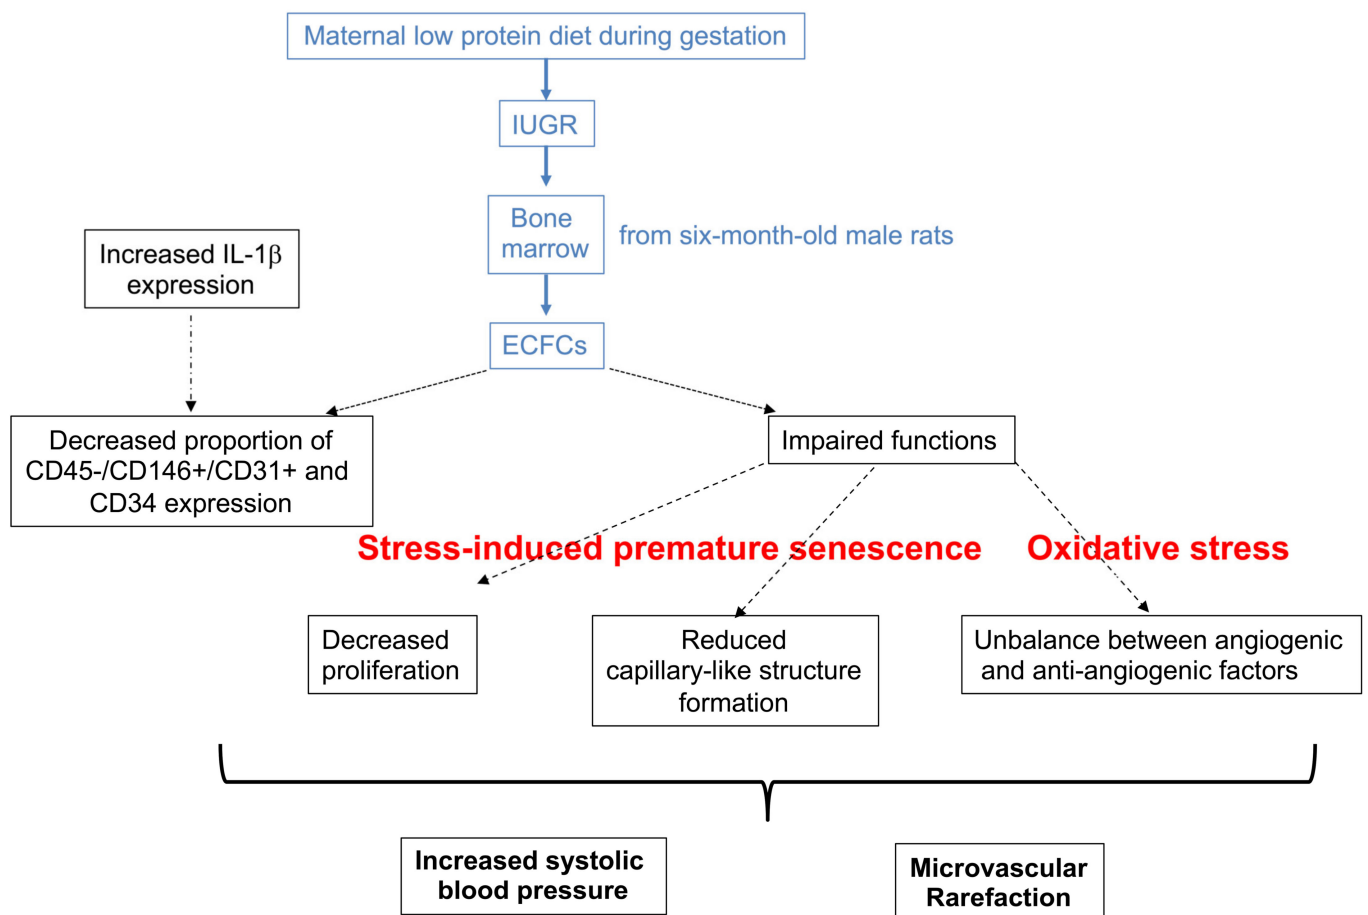 Maternal low protein diet during gestation
IUGR
Bone
marrow
from six-month-old male rats
Increased IL-1β
expression
ECFCs
Decreased proportion of
CD45-/CD146+/CD31+ and
CD34 expression
Impaired functions
Stress-induced premature senescence
Oxidative stress
Decreased
proliferation
Reduced
capillary-like structure
formation
Unbalance between angiogenic
and anti-angiogenic factors
Increased systolic
blood pressure
Microvascular
Rarefaction